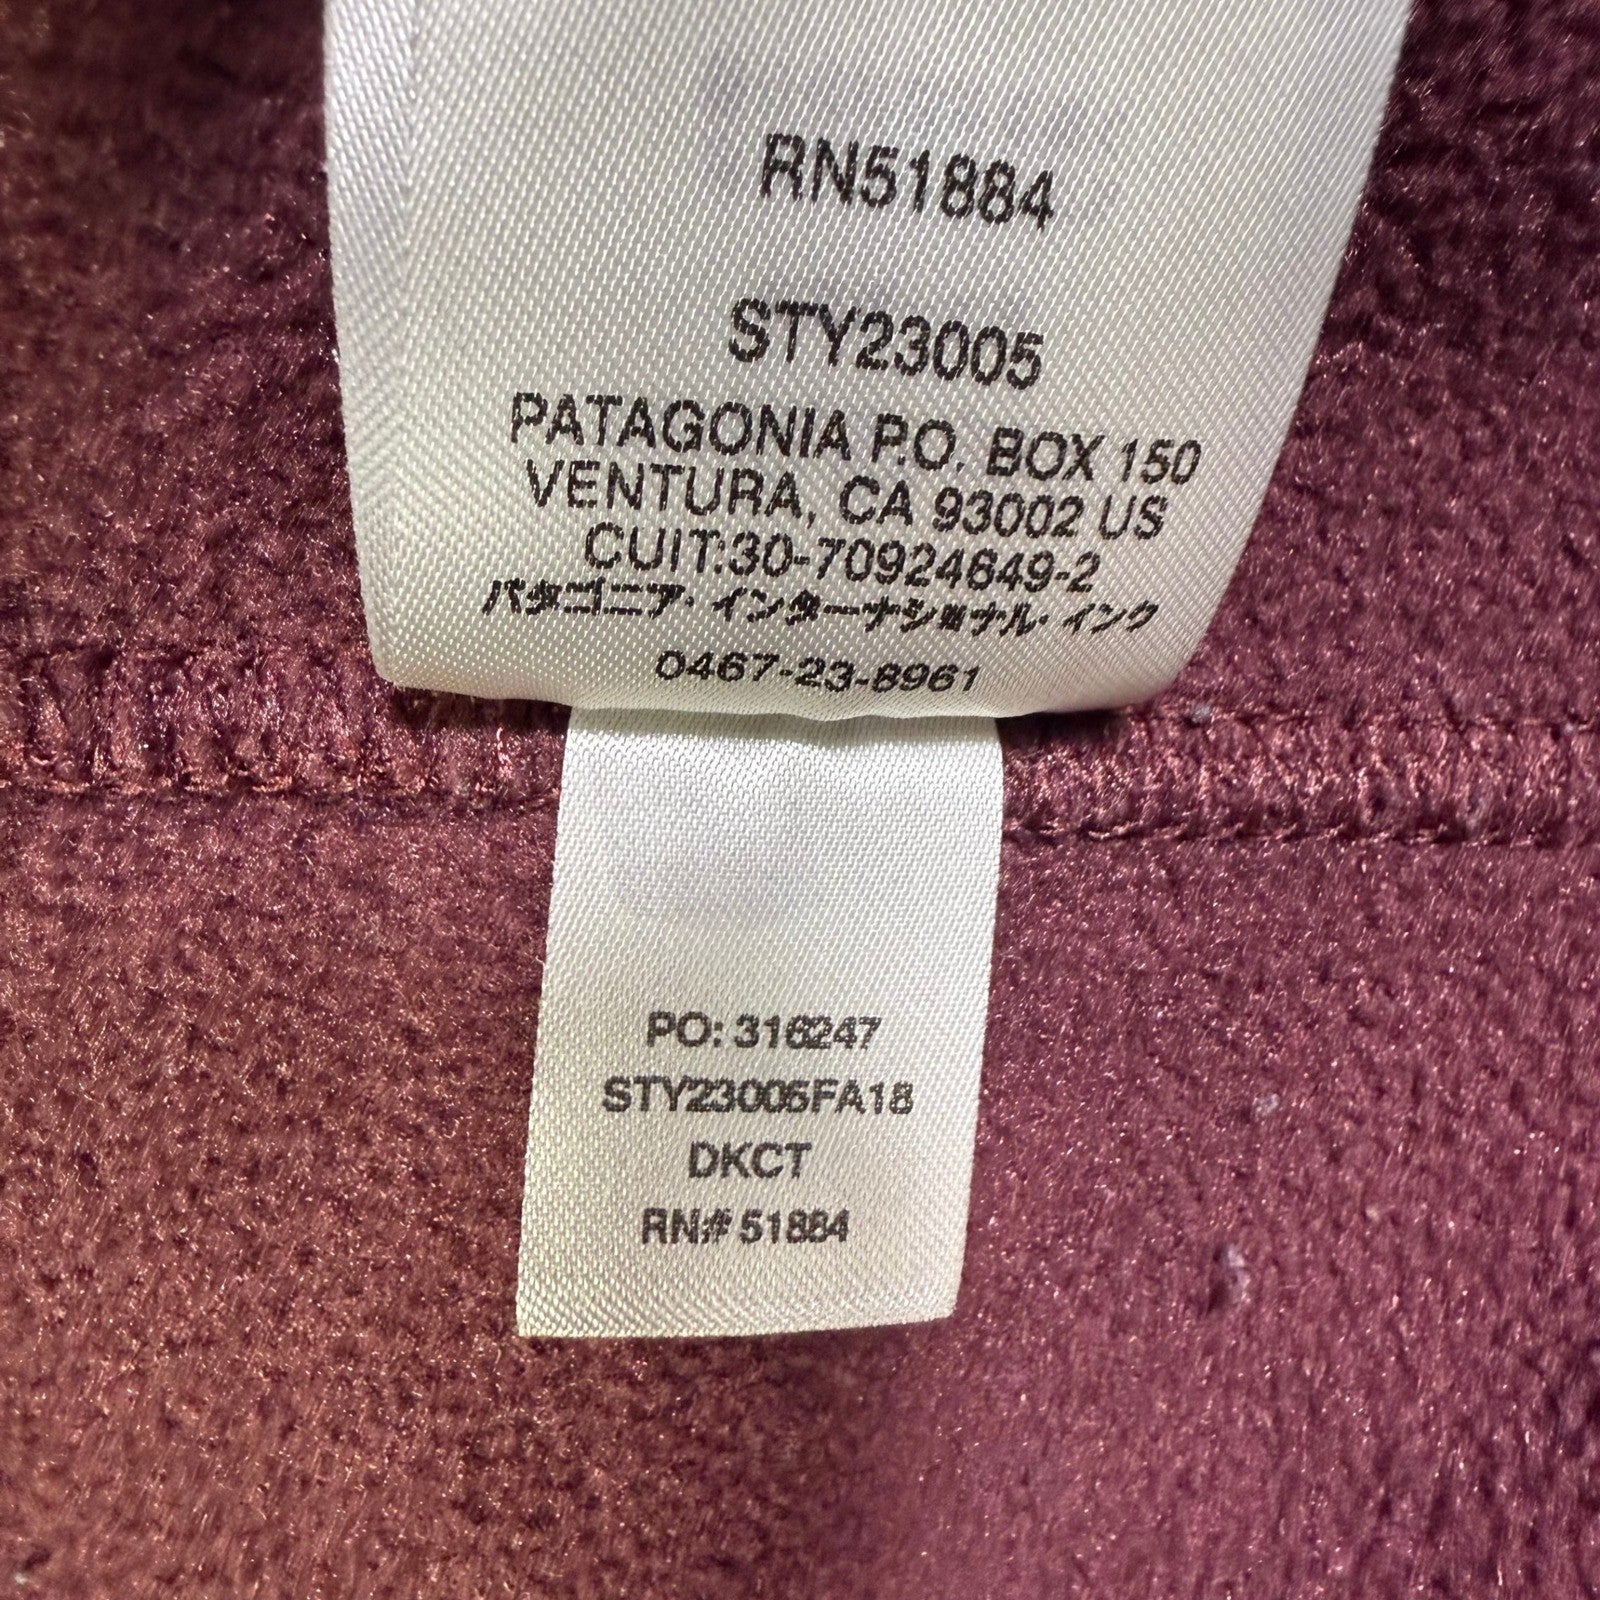 RN51884
STY23005
PATAGONIA P.O. BOX 150
VENTURA, CA 93002 US
CUIT:30-70924649-2
パタゴニア・インターナショナル・インク
0467-23-8961
PO: 316247
STY23005FA18
DKCT
RN# 51884